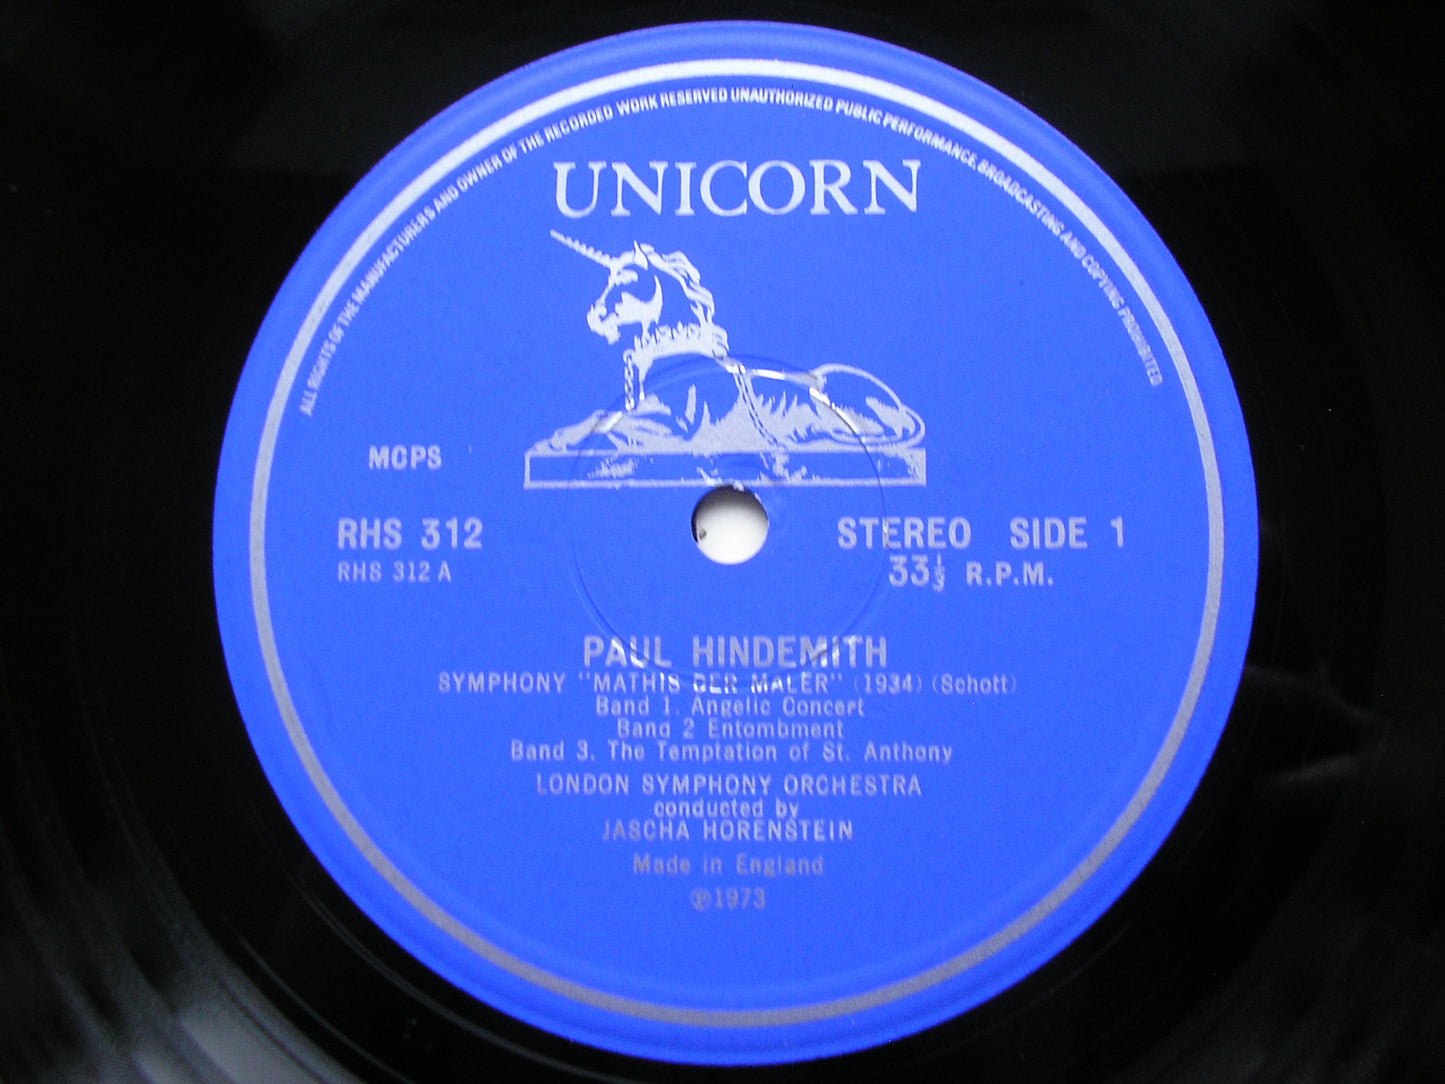 ALL RIGHTS OF THE MANUFACTURERS AND OWNER OF THE RECORDED WORK RESERVED UNAUTHORIZED PUBLIC PERFORMANCE, BROADCASTING AND COPYING PROHIBITED
UNICORN
MCPS
RHS 312 STEREO SIDE 1
RHS 312 A 33⅓ R.P.M.
PAUL HINDEMITH
SYMPHONY "MATHIS DER MALER" (1934) (Schott)
Band 1. Angelic Concert
Band 2 Entombment
Band 3. The Temptation of St. Anthony
LONDON SYMPHONY ORCHESTRA
conducted by
JASCHA HORENSTEIN
Made in England
℗1973